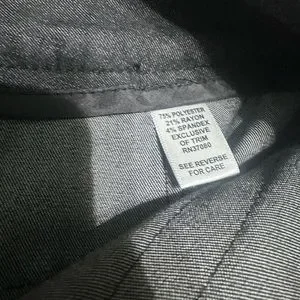 75% POLYESTER
21% RAYON
4% SPANDEX
EXCLUSIVE
OF TRIM
RN37080
SEE REVERSE
FOR CARE